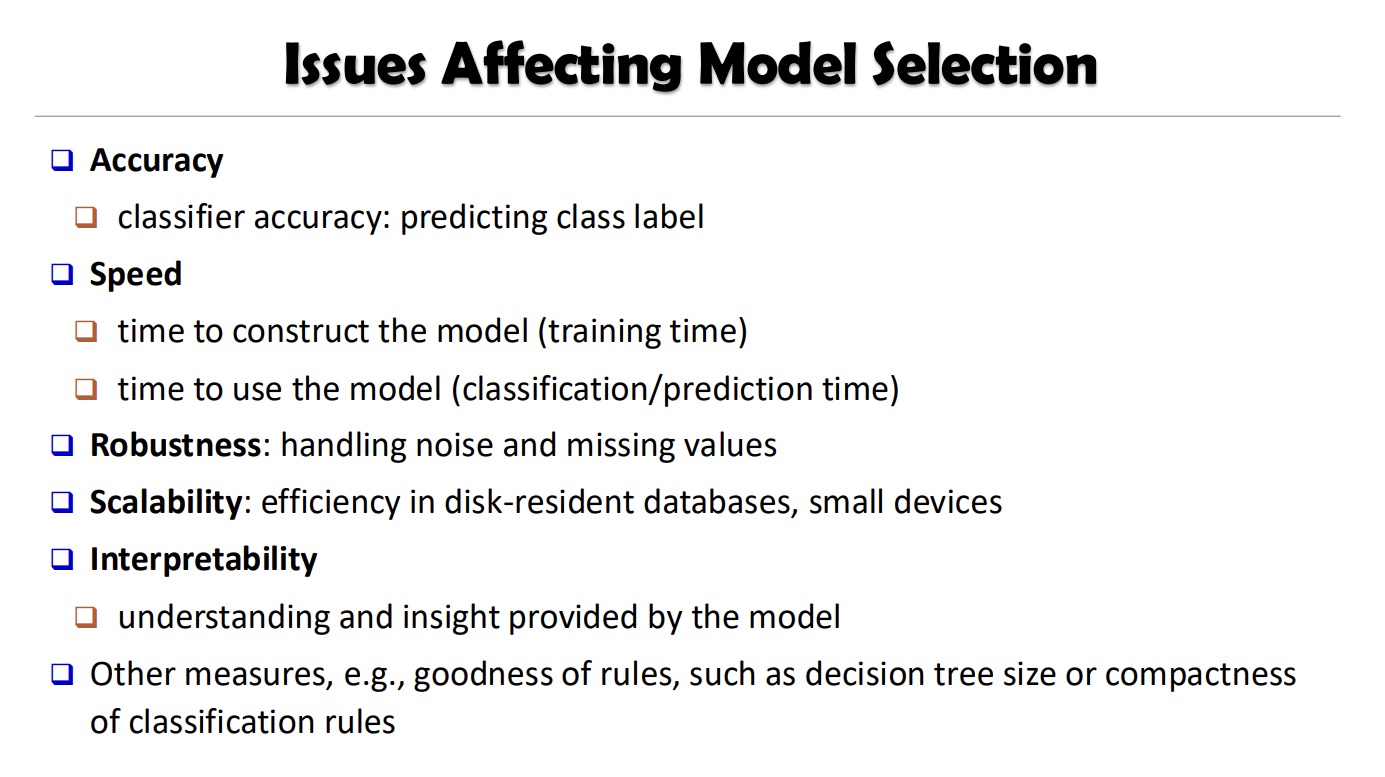 Issues Affecting Model Selection
Accuracy
classifier accuracy: predicting class label
Speed
time to construct the model (training time)
time to use the model (classification/prediction time)
Robustness: handling noise and missing values
Scalability: efficiency in disk-resident databases, small devices
Interpretability
understanding and insight provided by the model
Other measures, e.g., goodness of rules, such as decision tree size or compactness
of classification rules